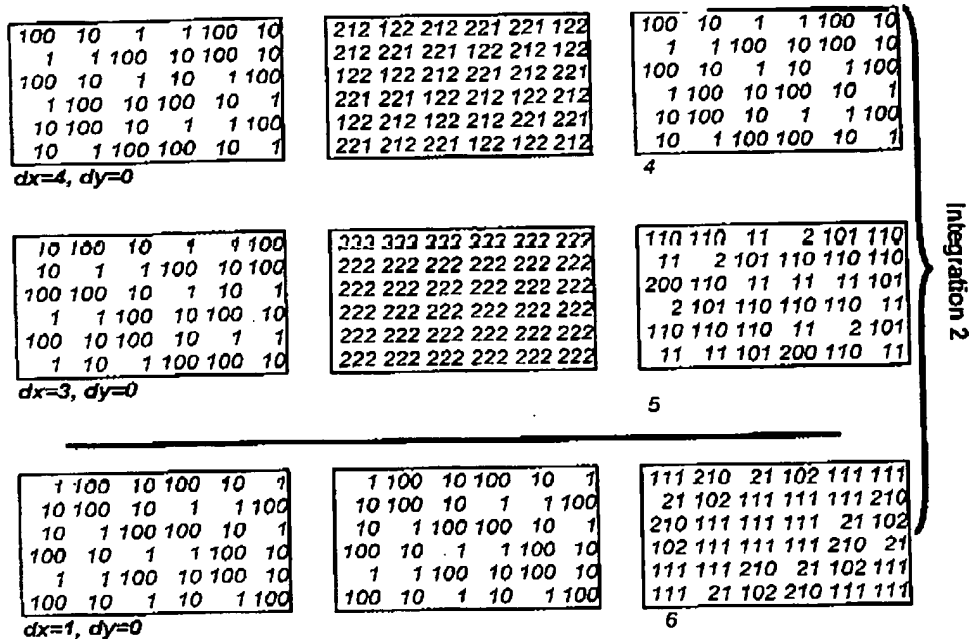 100 10 1 1 100 10
1 1 100 10 100 10
100 10 1 10 1 100
1 100 10 100 10 1
10 100 10 1 1 100
10 1 100 100 10 1
dx=4, dy=0
212 122 212 221 221 122
212 221 221 212 221 122
122 122 212 122 212 221
221 221 122 212 122 212
122 212 122 212 221 221
221 212 221 122 122 212
100 10 1 1 100 10
1 1 100 10 100 10
100 10 1 10 1 100
1 100 10 100 10 1
10 100 10 1 1 100
10 1 100 100 10 1
4
10 100 10 1 1 100
10 1 1 100 10 100
100 100 10 1 10 1
1 1 100 10 100 10
100 10 100 10 1 1
1 10 1 100 100 10
dx=3, dy=0
222 222 222 222 222 222
222 222 222 222 222 222
222 222 222 222 222 222
222 222 222 222 222 222
222 222 222 222 222 222
222 222 222 222 222 222
110 110 11 2 101 110
11 2 101 110 110 110
200 110 11 11 11 101
2 101 110 110 110 11
110 110 110 11 2 101
11 11 101 200 110 11
5
Integration 2
1 100 10 100 10 1
10 100 10 1 1 100
10 1 100 100 10 1
100 10 1 1 100 10
1 1 100 10 100 10
100 10 1 10 1 100
dx=1, dy=0
1 100 10 100 10 1
10 100 10 1 1 100
10 1 100 100 10 1
100 10 1 1 100 10
1 1 100 10 100 10
100 10 1 10 1 100
111 210 21 102 111 111
21 102 111 111 111 210
210 111 111 111 21 102
102 111 111 111 210 21
111 111 210 21 102 111
111 21 102 210 111 111
6